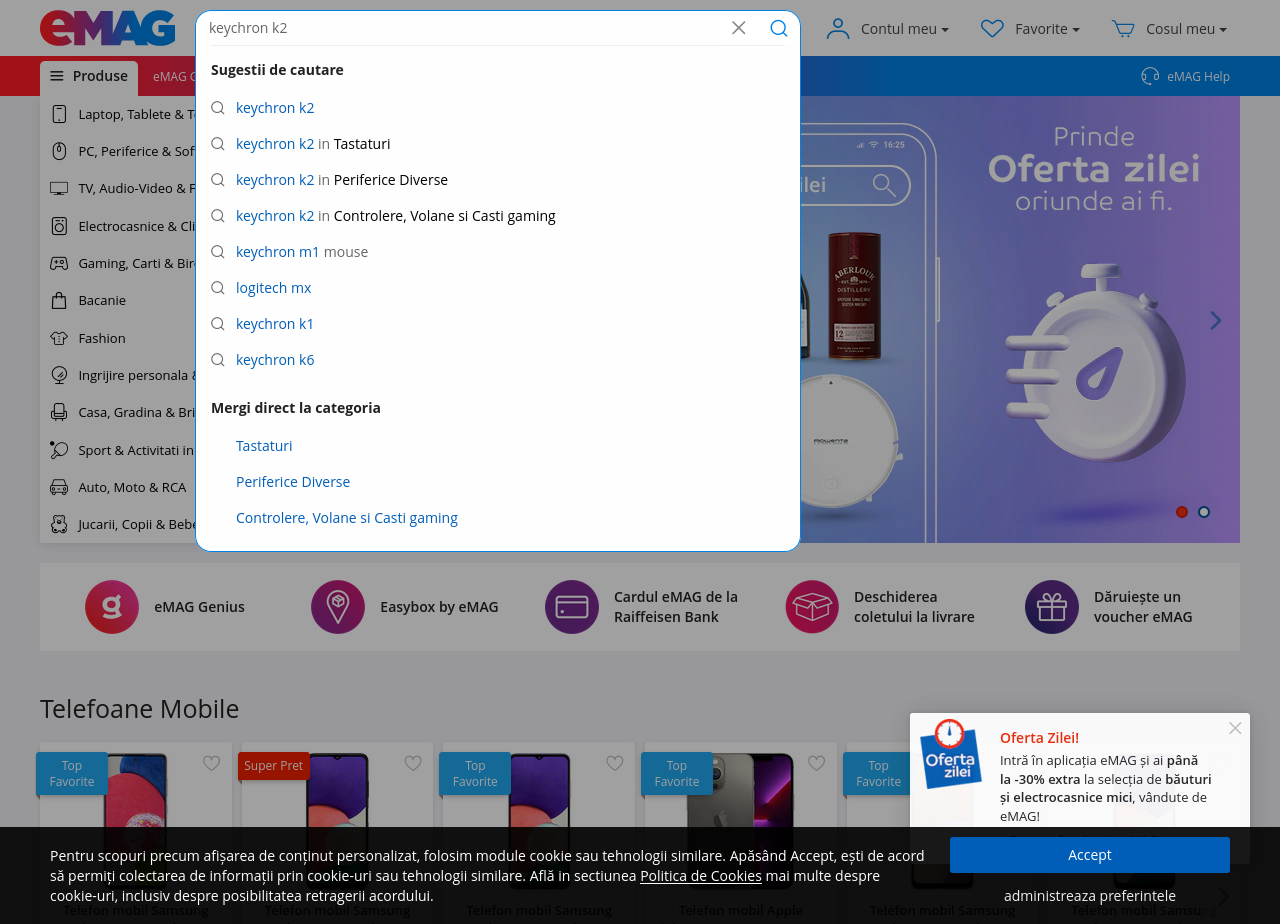 eMAG
keychron k2
Contul meu
Favorite
Cosul meu
Produse
eMAG Help
Sugestii de cautare
keychron k2
keychron k2 in Tastaturi
keychron k2 in Periferice Diverse
keychron k2 in Controlere, Volane si Casti gaming
keychron m1 mouse
logitech mx
keychron k1
keychron k6
Mergi direct la categoria
Tastaturi
Periferice Diverse
Controlere, Volane si Casti gaming
Laptop, Tablete & T
PC, Periferice & Sof
TV, Audio-Video & F
Electrocasnice & Cli
Gaming, Carti & Bir
Bacanie
Fashion
Ingrijire personala &
Casa, Gradina & Bri
Sport & Activitati in
Auto, Moto & RCA
Jucarii, Copii & Bebe
16:25
ilei
Prinde
Oferta zilei
oriunde ai fi.
ABERLOUR
12
ROWENTA
eMAG Genius
Easybox by eMAG
Cardul eMAG de la
Raiffeisen Bank
Deschiderea
coletului la livrare
Dăruiește un
voucher eMAG
Telefoane Mobile
Top
Favorite
Super Pret
Top
Favorite
Top
Favorite
Top
Favorite
Oferta
zilei
Oferta Zilei!
Intră în aplicația eMAG și ai până
la -30% extra la selecția de băuturi
și electrocasnice mici, vândute de
eMAG!
Pentru scopuri precum afișarea de conținut personalizat, folosim module cookie sau tehnologii similare. Apăsând Accept, ești de acord
să permiți colectarea de informații prin cookie-uri sau tehnologii similare. Află in sectiunea Politica de Cookies mai multe despre
cookie-uri, inclusiv despre posibilitatea retragerii acordului.
Accept
administreaza preferintele
Telefon mobil Samsung
Telefon mobil Samsung
Telefon mobil Samsung
Telefon mobil Apple
Telefon mobil Samsung
Telefon mobil Samsung